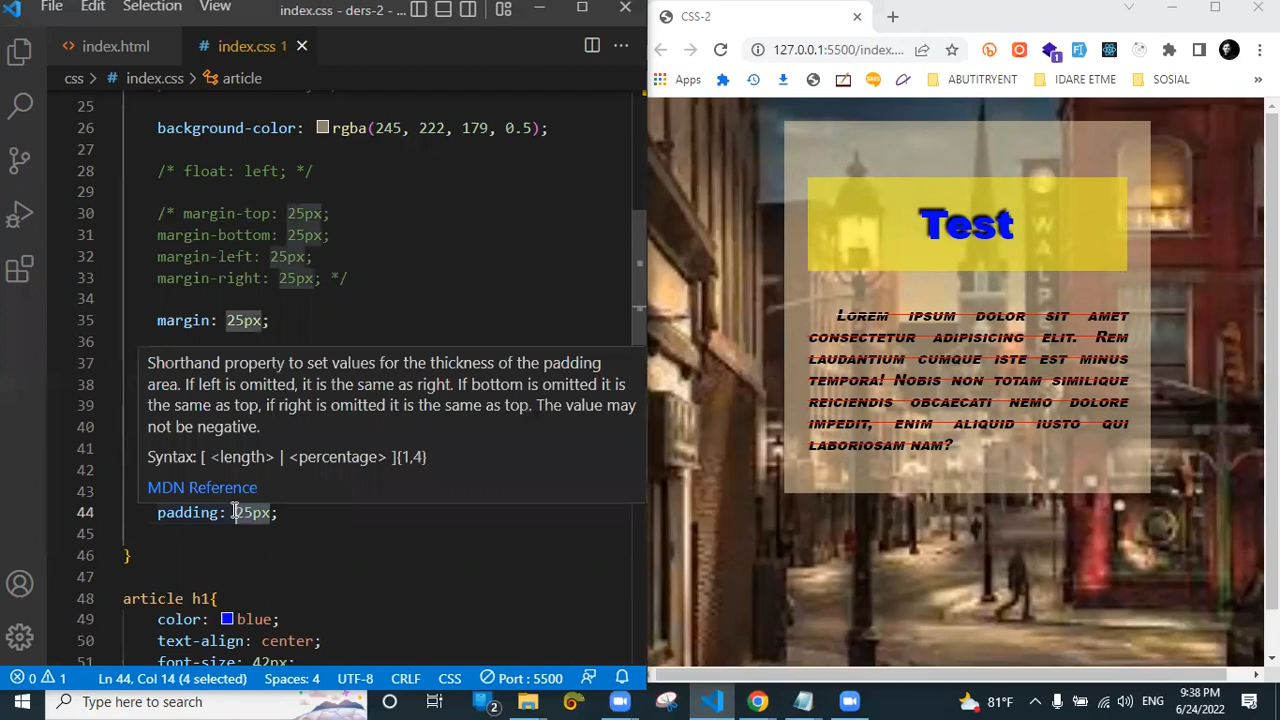 File Edit Selection View
index.css - ders-2 - ...
index.html
index.css 1
css > # index.css > article
25
26 background-color: rgba(245, 222, 179, 0.5);
27
28 /* float: left; */
29
30 /* margin-top: 25px;
31 margin-bottom: 25px;
32 margin-left: 25px;
33 margin-right: 25px; */
34
35 margin: 25px;
36
37
38
39
40
41
42
43
Shorthand property to set values for the thickness of the padding
area. If left is omitted, it is the same as right. If bottom is omitted it is
the same as top, if right is omitted it is the same as top. The value may
not be negative.
Syntax: [ <length> | <percentage> ]{1,4}
MDN Reference
44 padding: 25px;
45
46 }
47
48 article h1{
49 color: blue;
50 text-align: center;
51 font-size: 42px;
0 1 Ln 44, Col 14 (4 selected) Spaces: 4 UTF-8 CRLF CSS Port : 5500
CSS-2
127.0.0.1:5500/index....
Apps SMS ABUTITRYENT IDARE ETME SOSIAL »
Test
Lorem ipsum dolor sit amet
consectetur adipisicing elit. Rem
laudantium cumque iste est minus
tempora! Nobis non totam similique
reiciendis obcaecati nemo dolore
impedit, enim aliquid iusto qui
laboriosam nam?
Type here to search
2
81°F
ENG
9:38 PM
6/24/2022